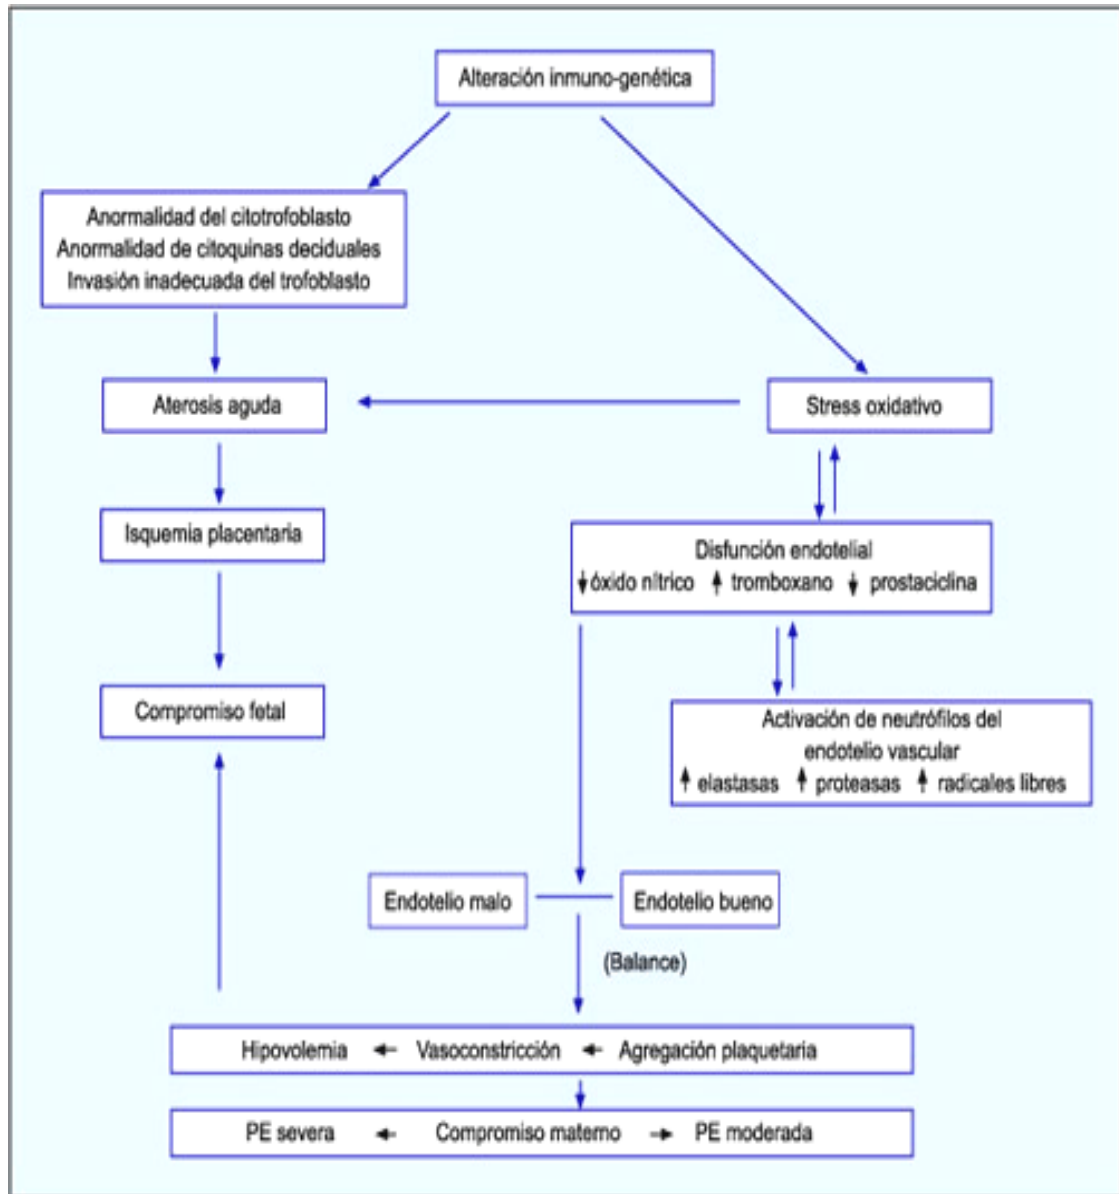 Alteración inmuno-genética
Anormalidad del citotrofoblasto
Anormalidad de citoquinas deciduales
Invasión inadecuada del trofoblasto
Aterosis aguda
Stress oxidativo
Isquemia placentaria
Disfunción endotelial
↓ óxido nítrico ↑ tromboxano ↓ prostaciclina
Compromiso fetal
Activación de neutrófilos del
endotelio vascular
↑ elastasas ↑ proteasas ↑ radicales libres
Endotelio malo
Endotelio bueno
(Balance)
Hipovolemia ← Vasoconstricción ← Agregación plaquetaria
PE severa ← Compromiso materno → PE moderada